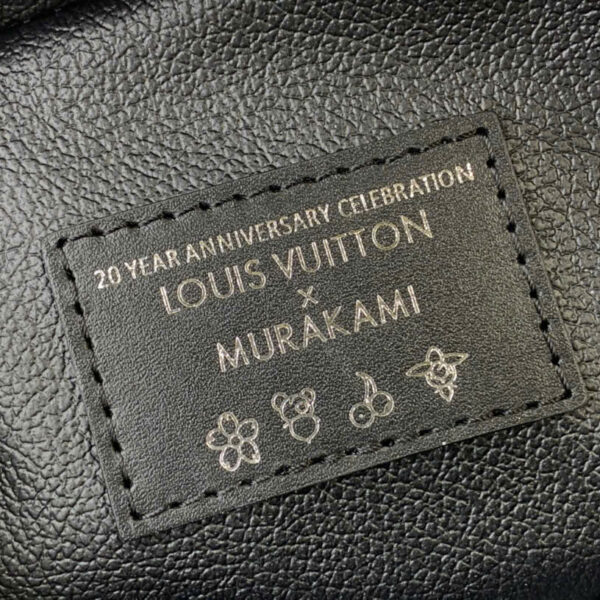 20 YEAR ANNIVERSARY CELEBRATION
LOUIS VUITTON
×
MURAKAMI